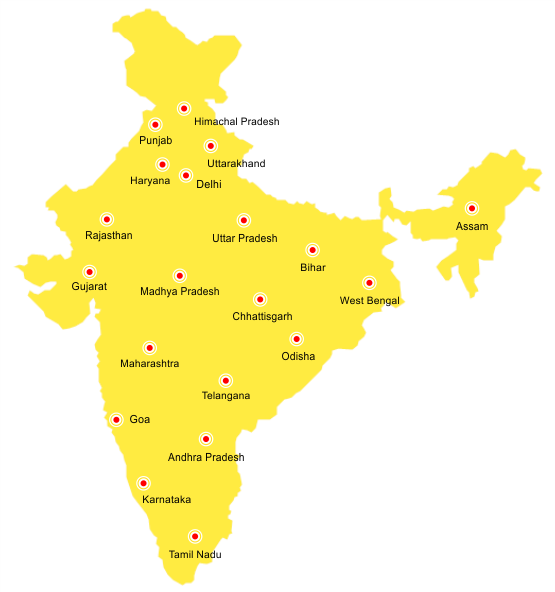 Himachal Pradesh
Punjab
Uttarakhand
Haryana
Delhi
Assam
Rajasthan
Uttar Pradesh
Bihar
Gujarat
Madhya Pradesh
West Bengal
Chhattisgarh
Odisha
Maharashtra
Telangana
Goa
Andhra Pradesh
Karnataka
Tamil Nadu